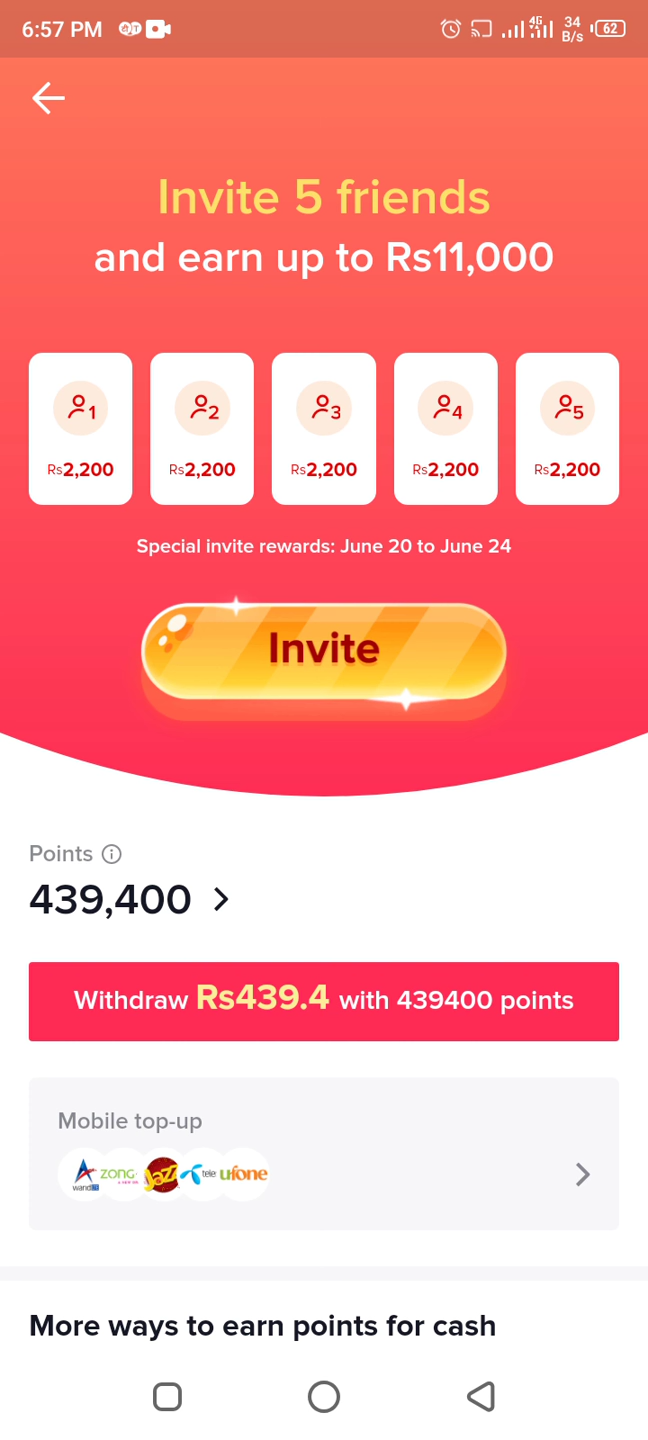 6:57 PM
4G
34
B/s
62
Invite 5 friends
and earn up to Rs11,000
1
2
3
4
5
Rs2,200
Rs2,200
Rs2,200
Rs2,200
Rs2,200
Special invite rewards: June 20 to June 24
Invite
Points
439,400
Withdraw Rs439.4 with 439400 points
Mobile top-up
zong
Jazz
tele
ufone
More ways to earn points for cash